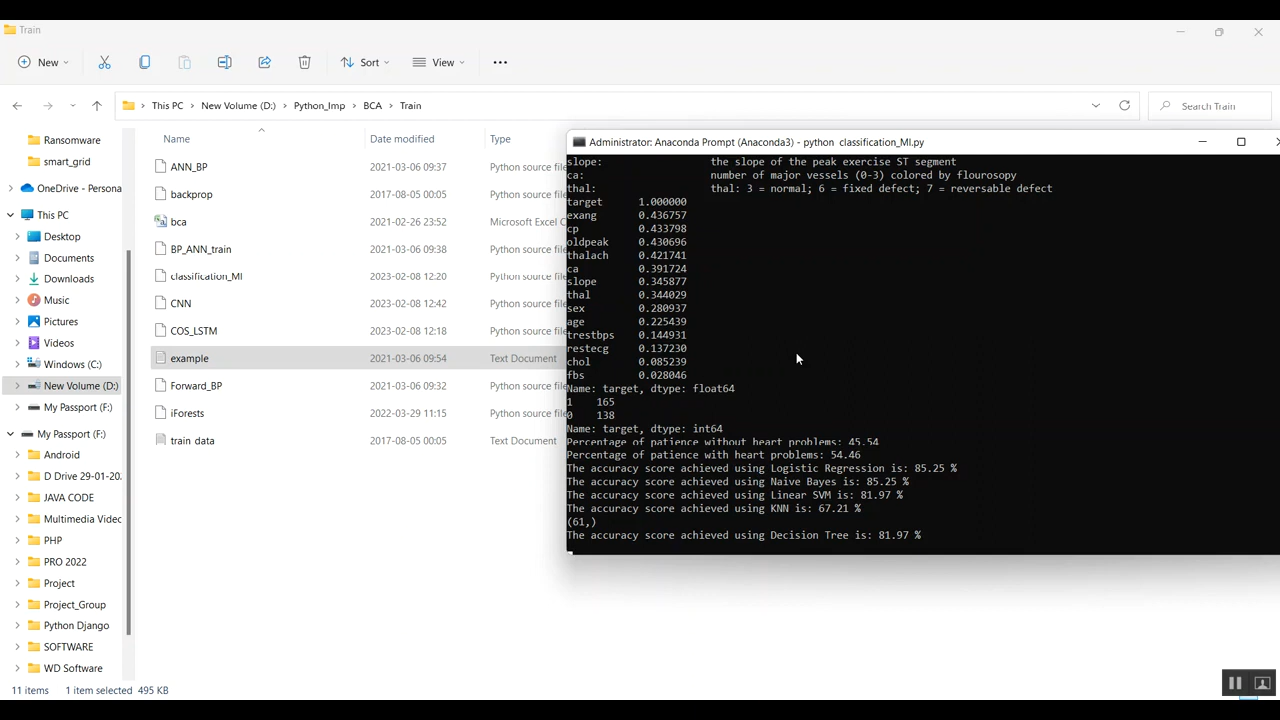 Train
New
Sort
View
This PC > New Volume (D:) > Python_Imp > BCA > Train
Search Train
Ransomware
smart_grid
OneDrive - Persona
This PC
Desktop
Documents
Downloads
Music
Pictures
Videos
Windows (C:)
New Volume (D:)
My Passport (F:)
My Passport (F:)
Android
D Drive 29-01-20
JAVA CODE
Multimedia Videc
PHP
PRO 2022
Project
Project_Group
Python Django
SOFTWARE
WD Software
Name Date modified Type
ANN_BP 2021-03-06 09:37 Python source file
backprop 2017-08-05 00:05 Python source file
bca 2021-02-26 23:52 Microsoft Excel C
BP_ANN_train 2021-03-06 09:38 Python source file
classification_Ml 2023-02-08 12:20 Python source file
CNN 2023-02-08 12:42 Python source file
COS_LSTM 2023-02-08 12:18 Python source file
example 2021-03-06 09:54 Text Document
Forward_BP 2021-03-06 09:32 Python source file
iForests 2022-03-29 11:15 Python source file
train data 2017-08-05 00:05 Text Document
Administrator: Anaconda Prompt (Anaconda3) - python classification_Ml.py
slope: the slope of the peak exercise ST segment
ca: number of major vessels (0-3) colored by flourosopy
thal: thal: 3 = normal; 6 = fixed defect; 7 = reversable defect
target 1.000000
exang 0.436757
cp 0.433798
oldpeak 0.430696
thalach 0.421741
ca 0.391724
slope 0.345877
thal 0.344029
sex 0.280937
age 0.225439
trestbps 0.144931
restecg 0.137230
chol 0.085239
fbs 0.028046
Name: target, dtype: float64
1 165
0 138
Name: target, dtype: int64
Percentage of patience without heart problems: 45.54
Percentage of patience with heart problems: 54.46
The accuracy score achieved using Logistic Regression is: 85.25 %
The accuracy score achieved using Naive Bayes is: 85.25 %
The accuracy score achieved using Linear SVM is: 81.97 %
The accuracy score achieved using KNN is: 67.21 %
(61,)
The accuracy score achieved using Decision Tree is: 81.97 %
11 items 1 item selected 495 KB